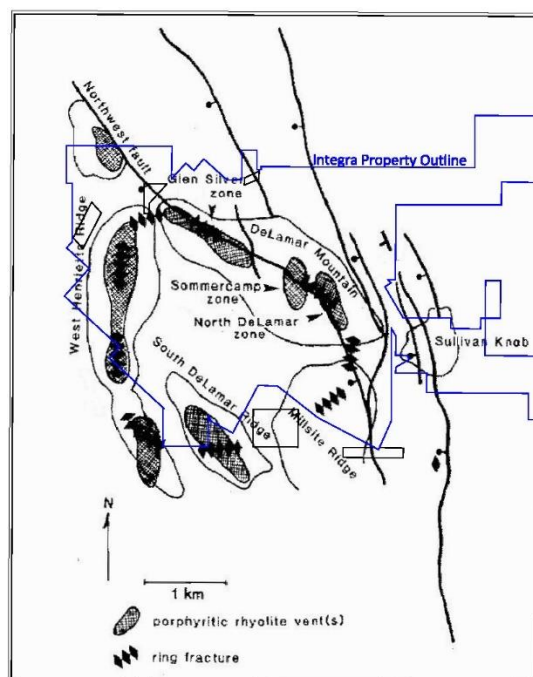 Northwest fault
Integra Property Outline
Glen Silver
zone
DeLamar Mountain
West Henrietta Ridge
Sommercamp
zone
North DeLamar
zone
Sullivan Knob
South DeLamar Ridge
Millsite Ridge
N
1 km
porphyritic rhyolite vent(s)
ring fracture